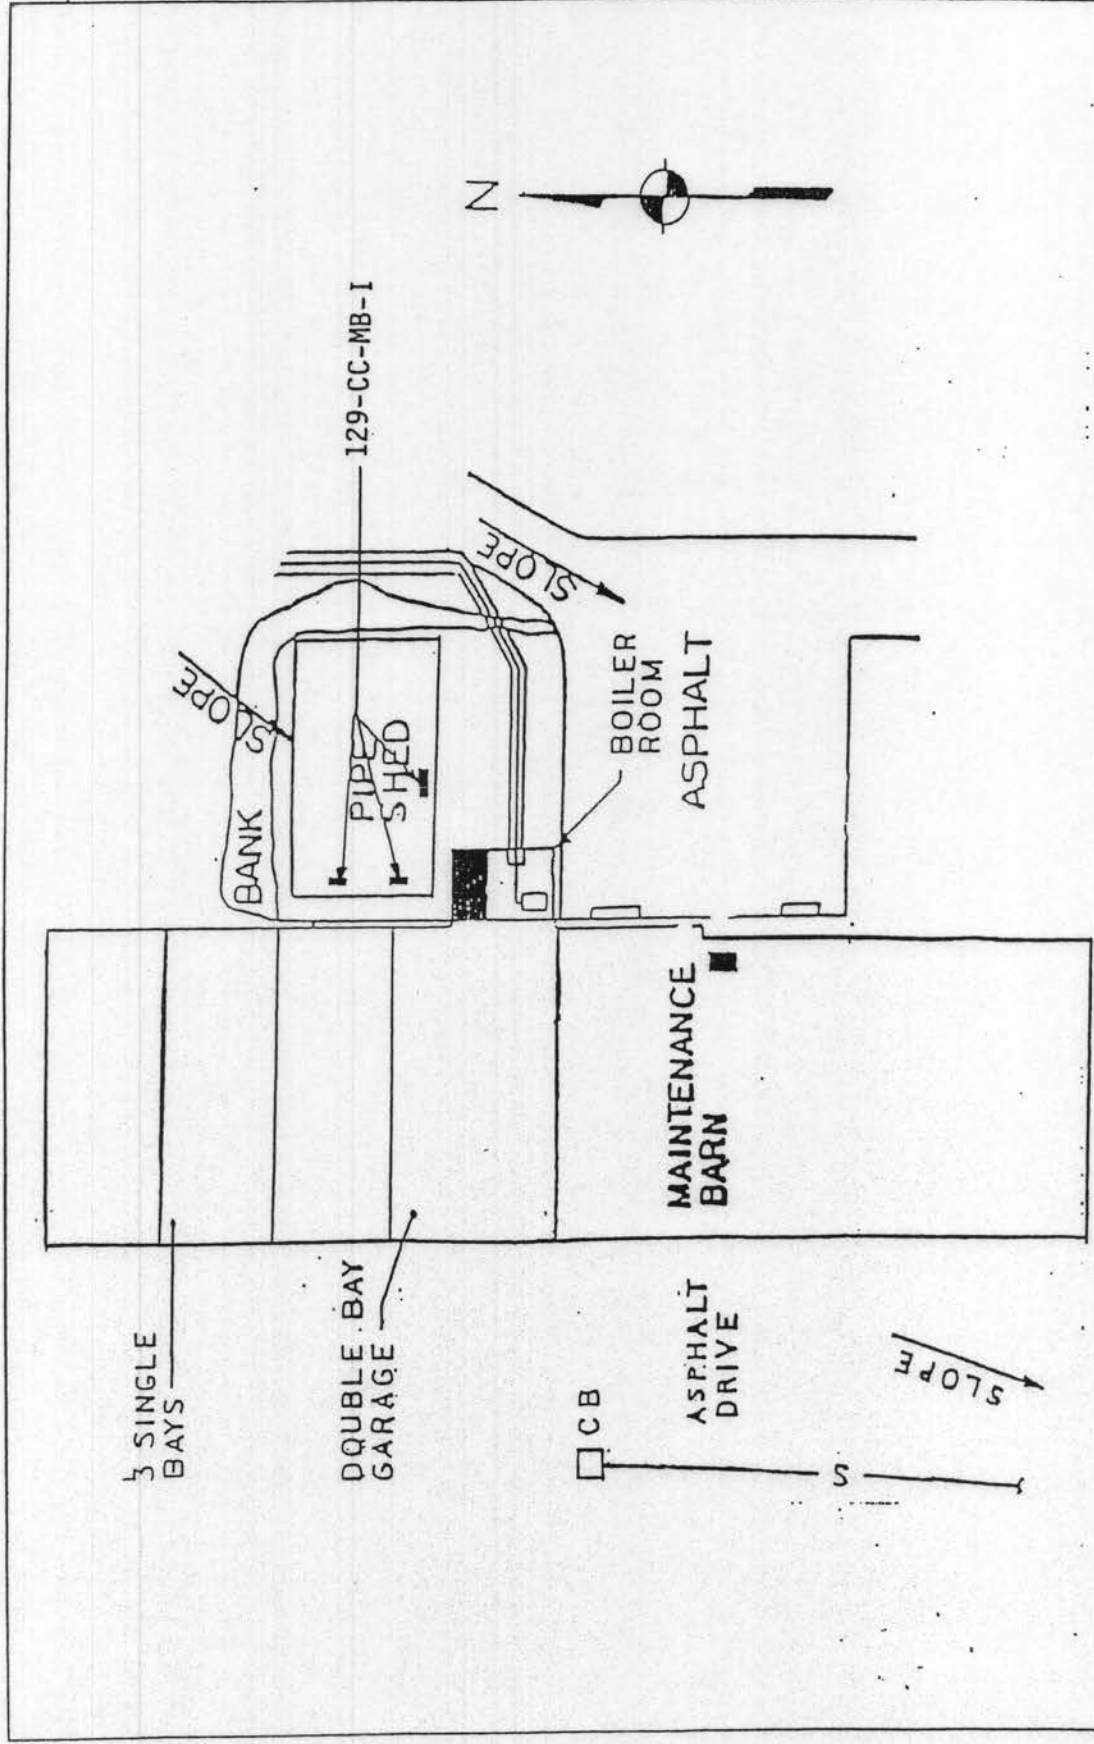 3 SINGLE
BAYS
DOUBLE BAY
GARAGE
CB
ASPHALT
DRIVE
SLOPE
S
MAINTENANCE
BARN
BANK
SLOPE
PIPE
SHED
BOILER
ROOM
ASPHALT
SLOPE
129-CC-MB-I
N